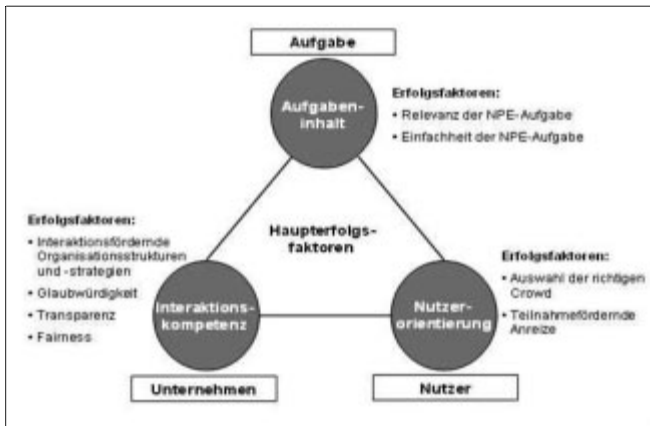 Aufgabe
Aufgaben-
inhalt
Erfolgsfaktoren:
• Relevanz der NPE-Aufgabe
• Einfachheit der NPE-Aufgabe
Haupterfolgs-
faktoren
Erfolgsfaktoren:
• Interaktionsfördernde
Organisationsstrukturen
und -strategien
• Glaubwürdigkeit
• Transparenz
• Fairness
Interaktions-
kompetenz
Unternehmen
Erfolgsfaktoren:
• Auswahl der richtigen
Crowd
• Teilnahmefördernde
Anreize
Nutzer-
orientierung
Nutzer